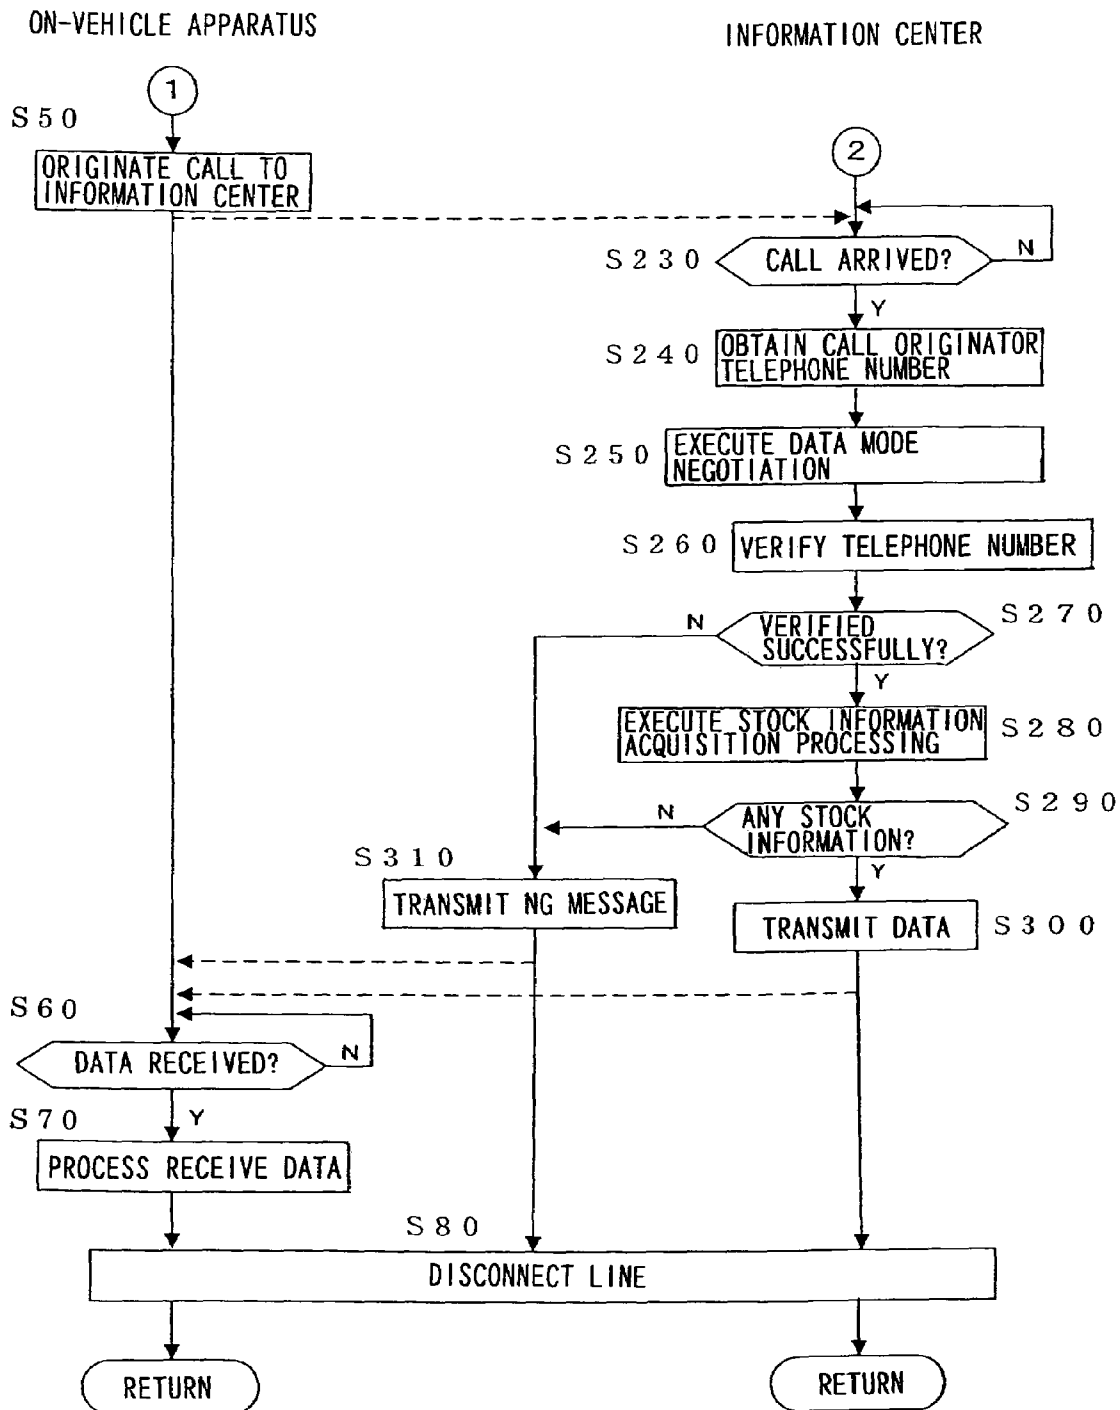 ON-VEHICLE APPARATUS
INFORMATION CENTER
1
S50
ORIGINATE CALL TO
INFORMATION CENTER
2
S230
CALL ARRIVED?
N
Y
S240
OBTAIN CALL ORIGINATOR
TELEPHONE NUMBER
S250
EXECUTE DATA MODE
NEGOTIATION
S260
VERIFY TELEPHONE NUMBER
S270
N
VERIFIED
SUCCESSFULLY?
Y
EXECUTE STOCK INFORMATION
ACQUISITION PROCESSING
S280
S290
N
ANY STOCK
INFORMATION?
Y
S310
TRANSMIT NG MESSAGE
TRANSMIT DATA
S300
S60
DATA RECEIVED?
N
S70
Y
PROCESS RECEIVE DATA
S80
DISCONNECT LINE
RETURN
RETURN